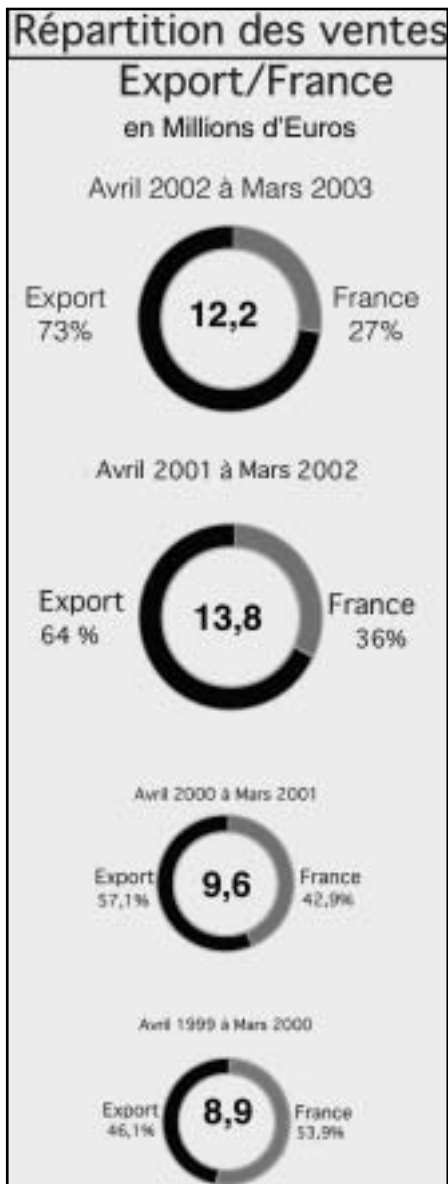 Répartition des ventes
Export/France
en Millions d'Euros
Avril 2002 à Mars 2003
Export
73%
12,2
France
27%
Avril 2001 à Mars 2002
Export
64 %
13,8
France
36%
Avril 2000 à Mars 2001
Export
57,1%
9,6
France
42,9%
Avril 1999 à Mars 2000
Export
46,1%
8,9
France
53,9%